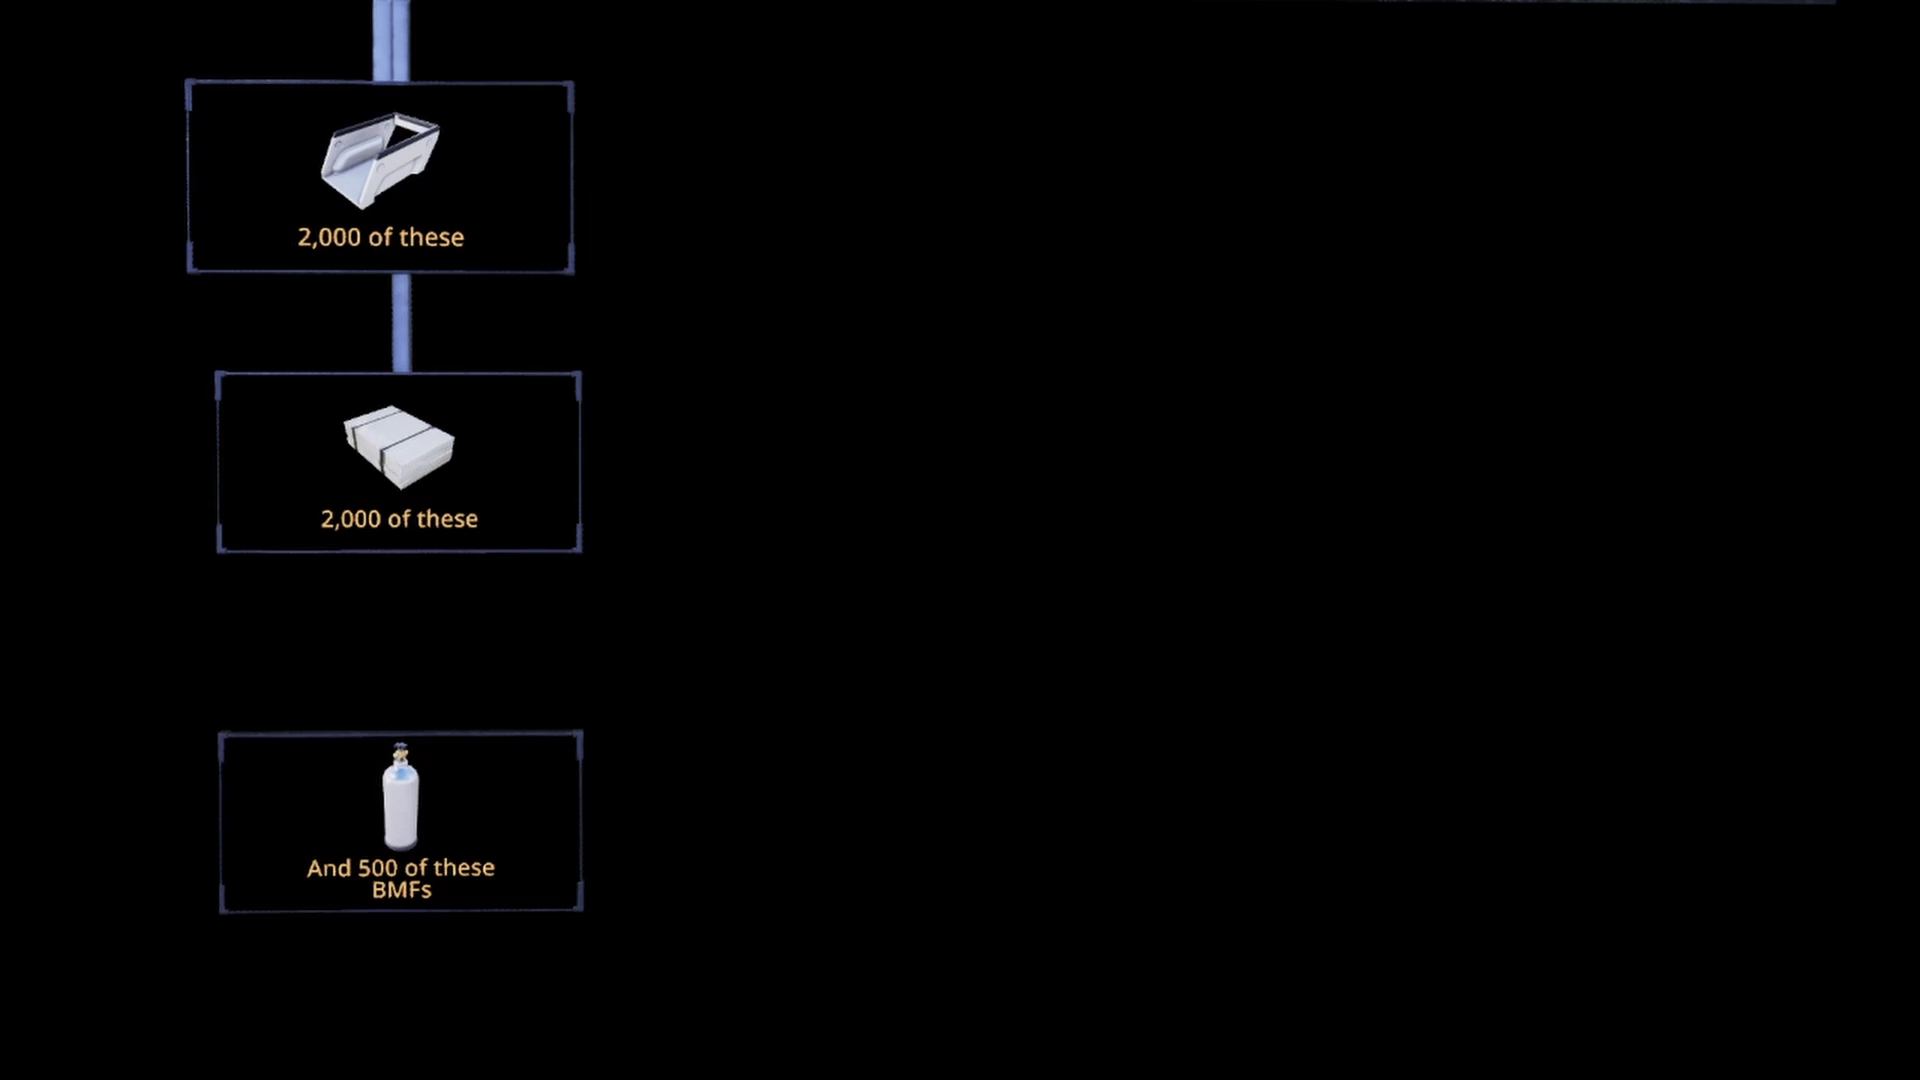 2,000 of these
2,000 of these
And 500 of these
BMFs